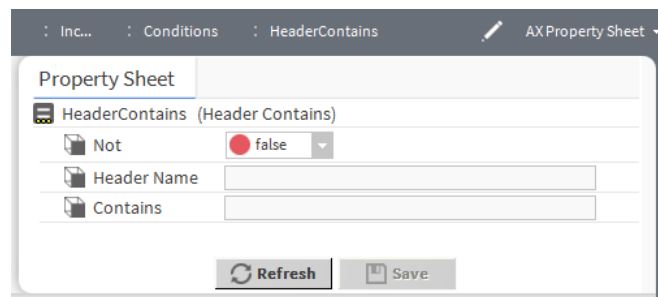 : Inc... : Conditions : HeaderContains AX Property Sheet
Property Sheet
HeaderContains (Header Contains)
Not false
Header Name
Contains
Refresh Save